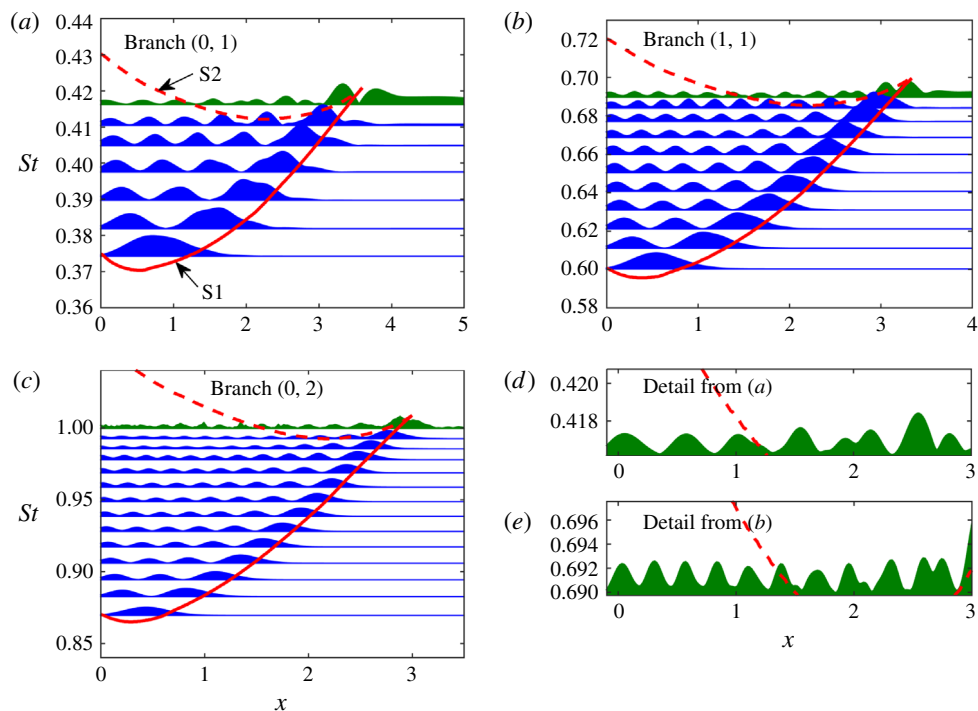 (a)
0.44
0.43
0.42
0.41
St 0.40
0.39
0.38
0.37
0.36
0 1 2 3 4 5
Branch (0, 1)
S2
S1
(b)
0.72
0.70
0.68
0.66
0.64
0.62
0.60
0.58
0 1 2 3 4
Branch (1, 1)
(c)
1.00
0.95
St
0.90
0.85
0 1 2 3
x
Branch (0, 2)
(d)
0.420
0.418
0 1 2 3
Detail from (a)
(e)
0.696
0.694
0.692
0.690
0 1 2 3
x
Detail from (b)